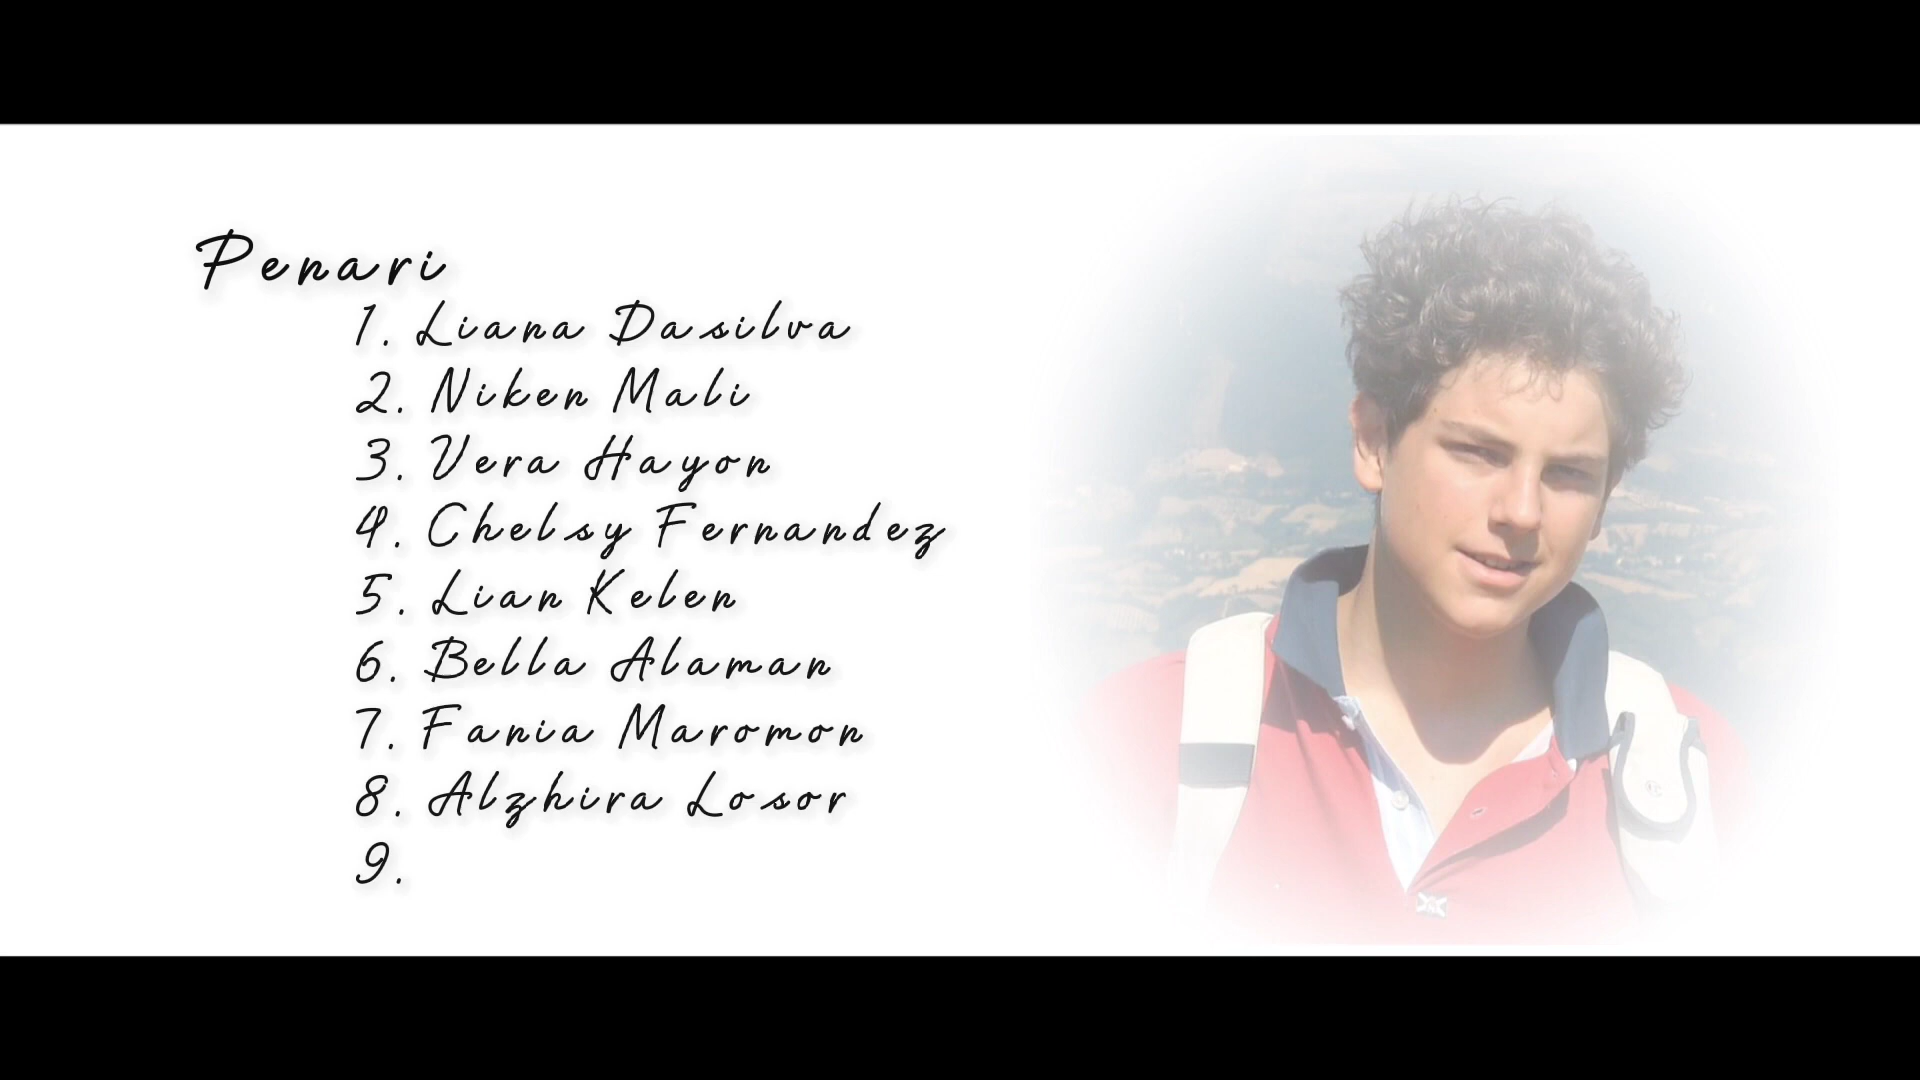 Penari
1. Liana Dasilva
2. Niken Mali
3. Vera Hayon
4. Chelsy Fernandez
5. Lian Kelen
6. Bella Alaman
7. Fania Maromon
8. Alzhira Losor
9.